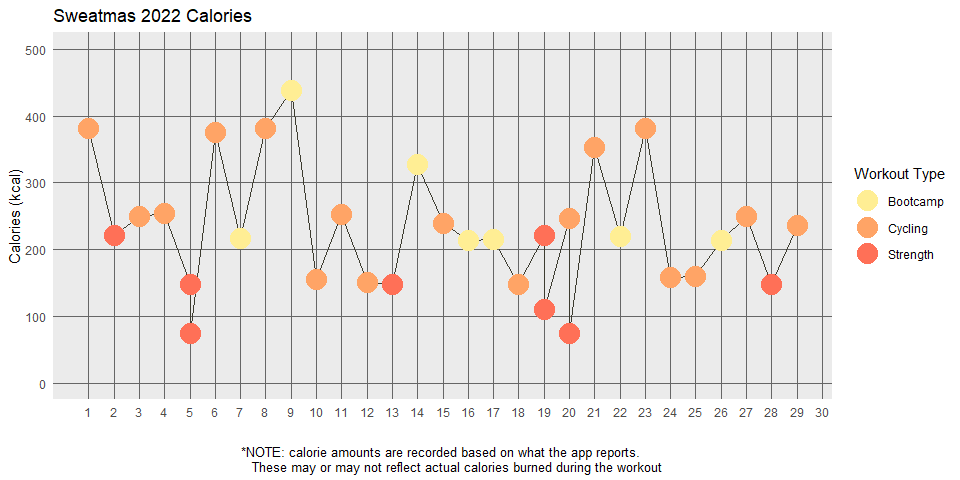 Sweatmas 2022 Calories
500
400
300
200
100
0
Calories (kcal)
1 2 3 4 5 6 7 8 9 10 11 12 13 14 15 16 17 18 19 20 21 22 23 24 25 26 27 28 29 30
Workout Type
Bootcamp
Cycling
Strength
*NOTE: calorie amounts are recorded based on what the app reports.
These may or may not reflect actual calories burned during the workout